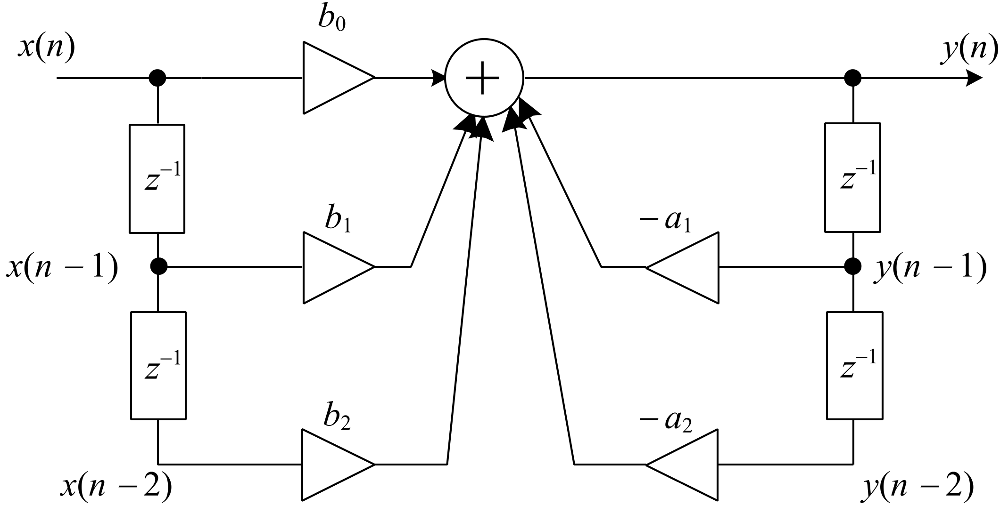 b₀
x(n)
+
y(n)
z⁻¹
z⁻¹
b₁
−a₁
x(n − 1)
y(n − 1)
z⁻¹
z⁻¹
b₂
−a₂
x(n − 2)
y(n − 2)